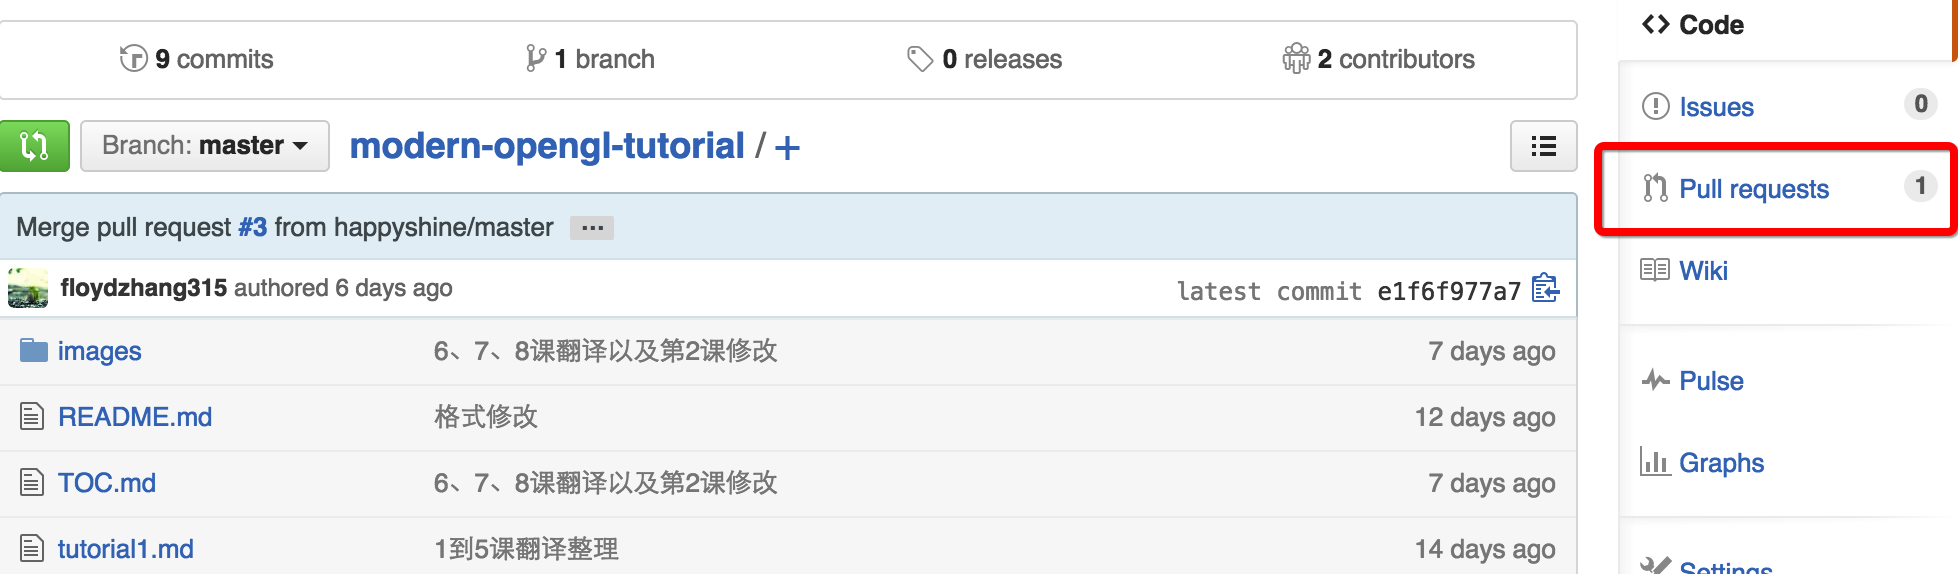 9 commits 1 branch 0 releases 2 contributors
Branch: master modern-opengl-tutorial / +
Merge pull request #3 from happyshine/master ...
floydzhang315 authored 6 days ago latest commit e1f6f977a7
images 6、7、8课翻译以及第2课修改 7 days ago
README.md 格式修改 12 days ago
TOC.md 6、7、8课翻译以及第2课修改 7 days ago
tutorial1.md 1到5课翻译整理 14 days ago
Code
Issues 0
Pull requests 1
Wiki
Pulse
Graphs
Settings